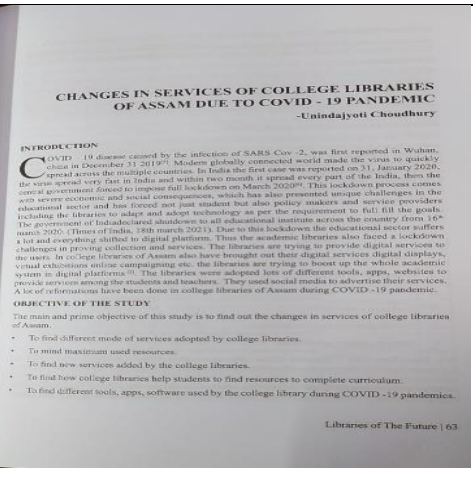 CHANGES IN SERVICES OF COLLEGE LIBRARIES
OF ASSAM DUE TO COVID - 19 PANDEMIC
-Unindajyoti Choudhury
INTRODUCTION
COVID 19 disease caused by the infection of SARS Cov -2, was first reported in Wuhan,
china in December 31 2019. Modern globally connected world made the virus to quickly
spread across the multiple countries. In India the first case was reported on 31, January 2020,
the virus spread very fast in India and within two month it spread every part of the India, then the
central government forced to impose full lockdown on March 2020. This lockdown process comes
with severe economic and social consequences, which has also presented unique challenges in the
educational sector and has forced not just student but also policy makers and service providers
including the libraries to adapt and adopt technology as per the requirement to full fill the goals.
The government of Indiadeclared shutdown to all educational institute across the country from 16th
march 2020. (Times of India, 18th march 2021). Due to this lockdown the educational sector suffers
a lot and everything shifted to digital platform. Thus the academic libraries also faced a lockdown
challenges in proving collection and services. The libraries are trying to provide digital services to
the users. In college libraries of Assam also have brought out their digital services digital displays,
virtual exhibitions online campaigning etc. the libraries are trying to boost up the whole academic
system in digital platforms. The libraries were adopted lots of different tools, apps, websites to
provide services among the students and teachers. They used social media to advertise their services.
A lot of reformations have been done in college libraries of Assam during COVID -19 pandemic.
OBJECTIVE OF THE STUDY
The main and prime objective of this study is to find out the changes in services of college libraries
of Assam.
• To find different mode of services adopted by college libraries.
• To mind maximum used resources.
• To find new services added by the college libraries.
• To find how college libraries help students to find resources to complete curriculum.
• To find different tools, apps, software used by the college library during COVID -19 pandemics.
Libraries of The Future | 63